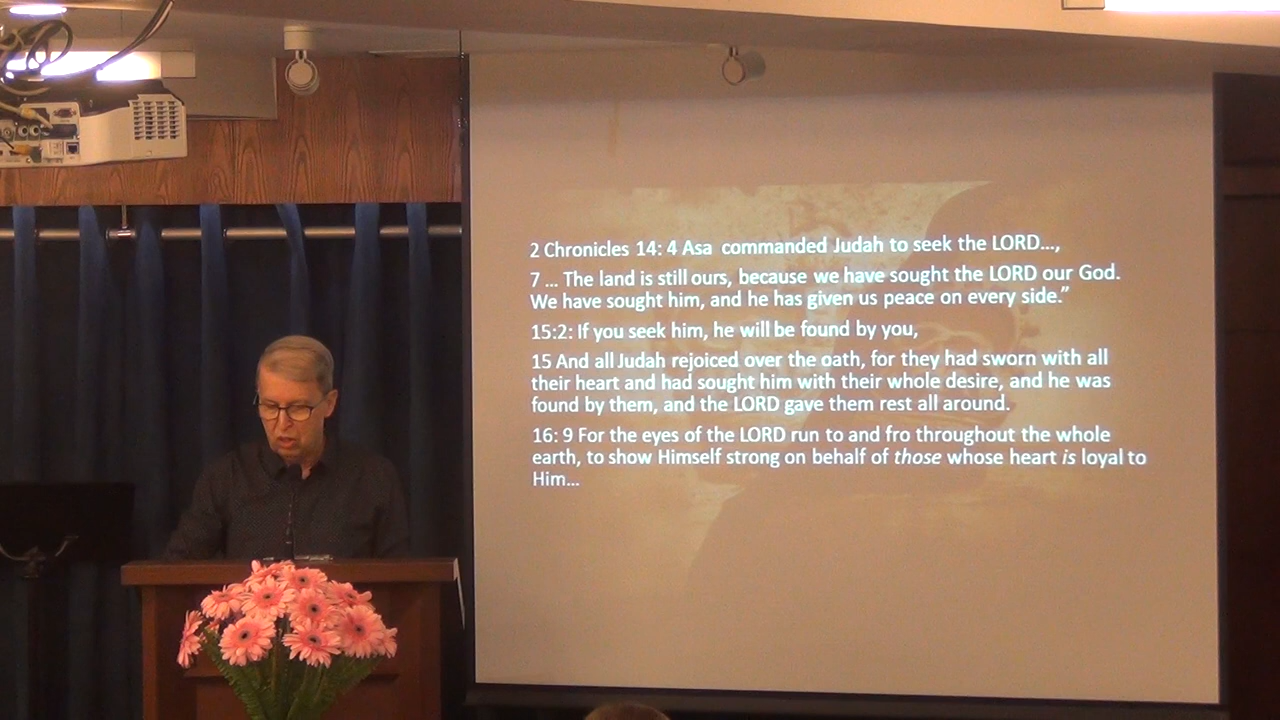 2 Chronicles 14: 4 Asa  commanded Judah to seek the LORD...,
7 ... The land is still ours, because we have sought the LORD our God.
We have sought him, and he has given us peace on every side.”
15:2: If you seek him, he will be found by you,
15 And all Judah rejoiced over the oath, for they had sworn with all
their heart and had sought him with their whole desire, and he was
found by them, and the LORD gave them rest all around.
16: 9 For the eyes of the LORD run to and fro throughout the whole
earth, to show Himself strong on behalf of those whose heart is loyal to
Him...